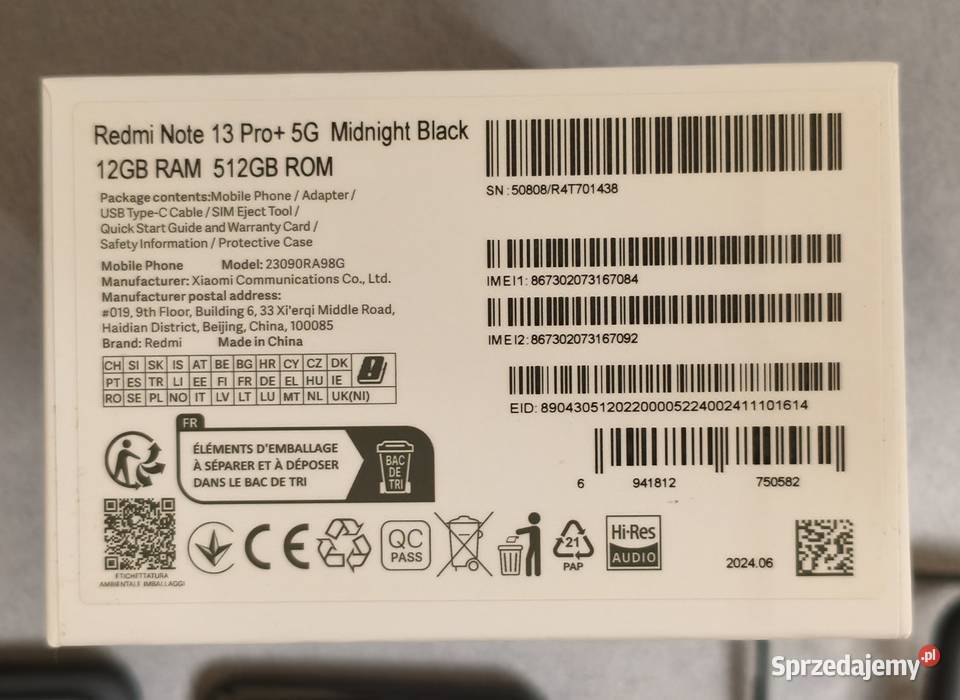 Redmi Note 13 Pro+ 5G Midnight Black
12GB RAM 512GB ROM
Package contents:Mobile Phone / Adapter /
USB Type-C Cable / SIM Eject Tool /
Quick Start Guide and Warranty Card /
Safety Information / Protective Case
Mobile Phone Model: 23090RA98G
Manufacturer: Xiaomi Communications Co., Ltd.
Manufacturer postal address:
#019, 9th Floor, Building 6, 33 Xi'erqi Middle Road,
Haidian District, Beijing, China, 100085
Brand: Redmi Made in China
CH SI SK IS AT BE BG HR CY CZ DK
PT ES TR LI EE FI FR DE EL HU IE
RO SE PL NO IT LV LT LU MT NL UK(NI)
SN : 50808/R4T701438
IMEI1: 867302073167084
IMEI2: 867302073167092
EID: 89043051202200005224002411101614
6 941812 750582
FR
ÉLÉMENTS D'EMBALLAGE
À SÉPARER ET À DÉPOSER
DANS LE BAC DE TRI
BAC
DE
TRI
ETICHETTATURA
AMBIENTALE IMBALLAGGI
CE
QC
PASS
21
PAP
Hi-Res
AUDIO
2024.06
Sprzedajemy.pl